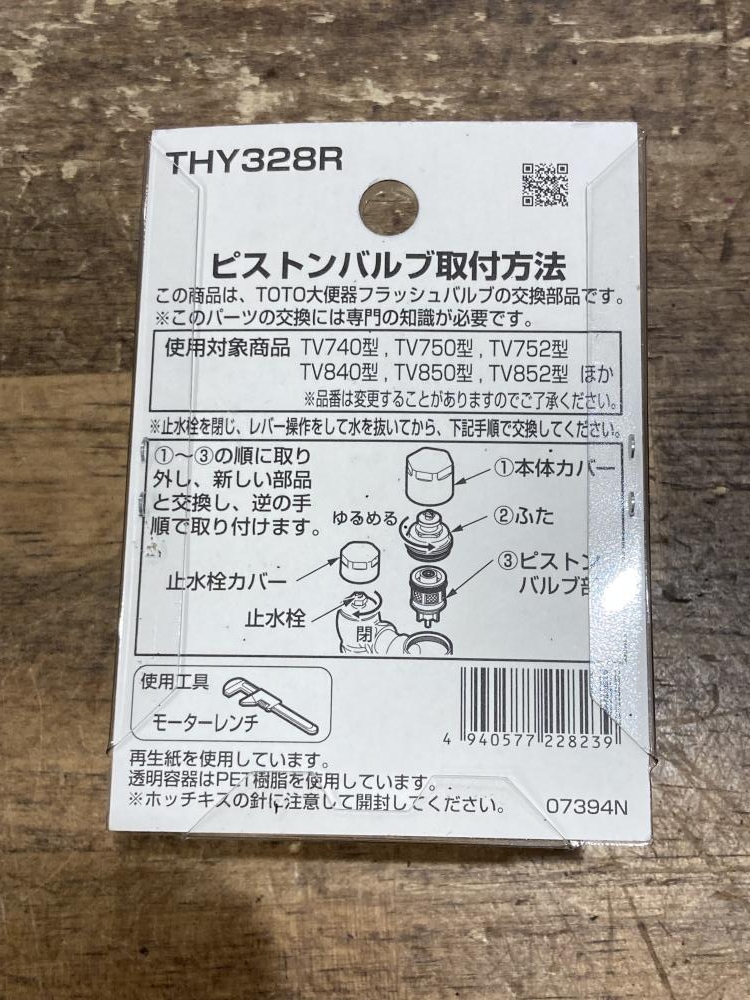 THY328R
ピストンバルブ取付方法
この商品は、TOTO大便器フラッシュバルブの交換部品です。
※このパーツの交換には専門の知識が必要です。
使用対象商品 TV740型 , TV750型 , TV752型
TV840型 , TV850型 , TV852型 ほか
※品番は変更することがありますのでご了承ください。
※止水栓を閉じ、レバー操作をして水を抜いてから、下記手順で交換してください。
①〜③の順に取り
外し、新しい部品
と交換し、逆の手
順で取り付けます。
①本体カバー
ゆるめる
②ふた
③ピストン
バルブ部
止水栓カバー
止水栓
閉
使用工具
モーターレンチ
4 940577 228239
再生紙を使用しています。
透明容器はPET樹脂を使用しています。
※ホッチキスの針に注意して開封してください。
07394N